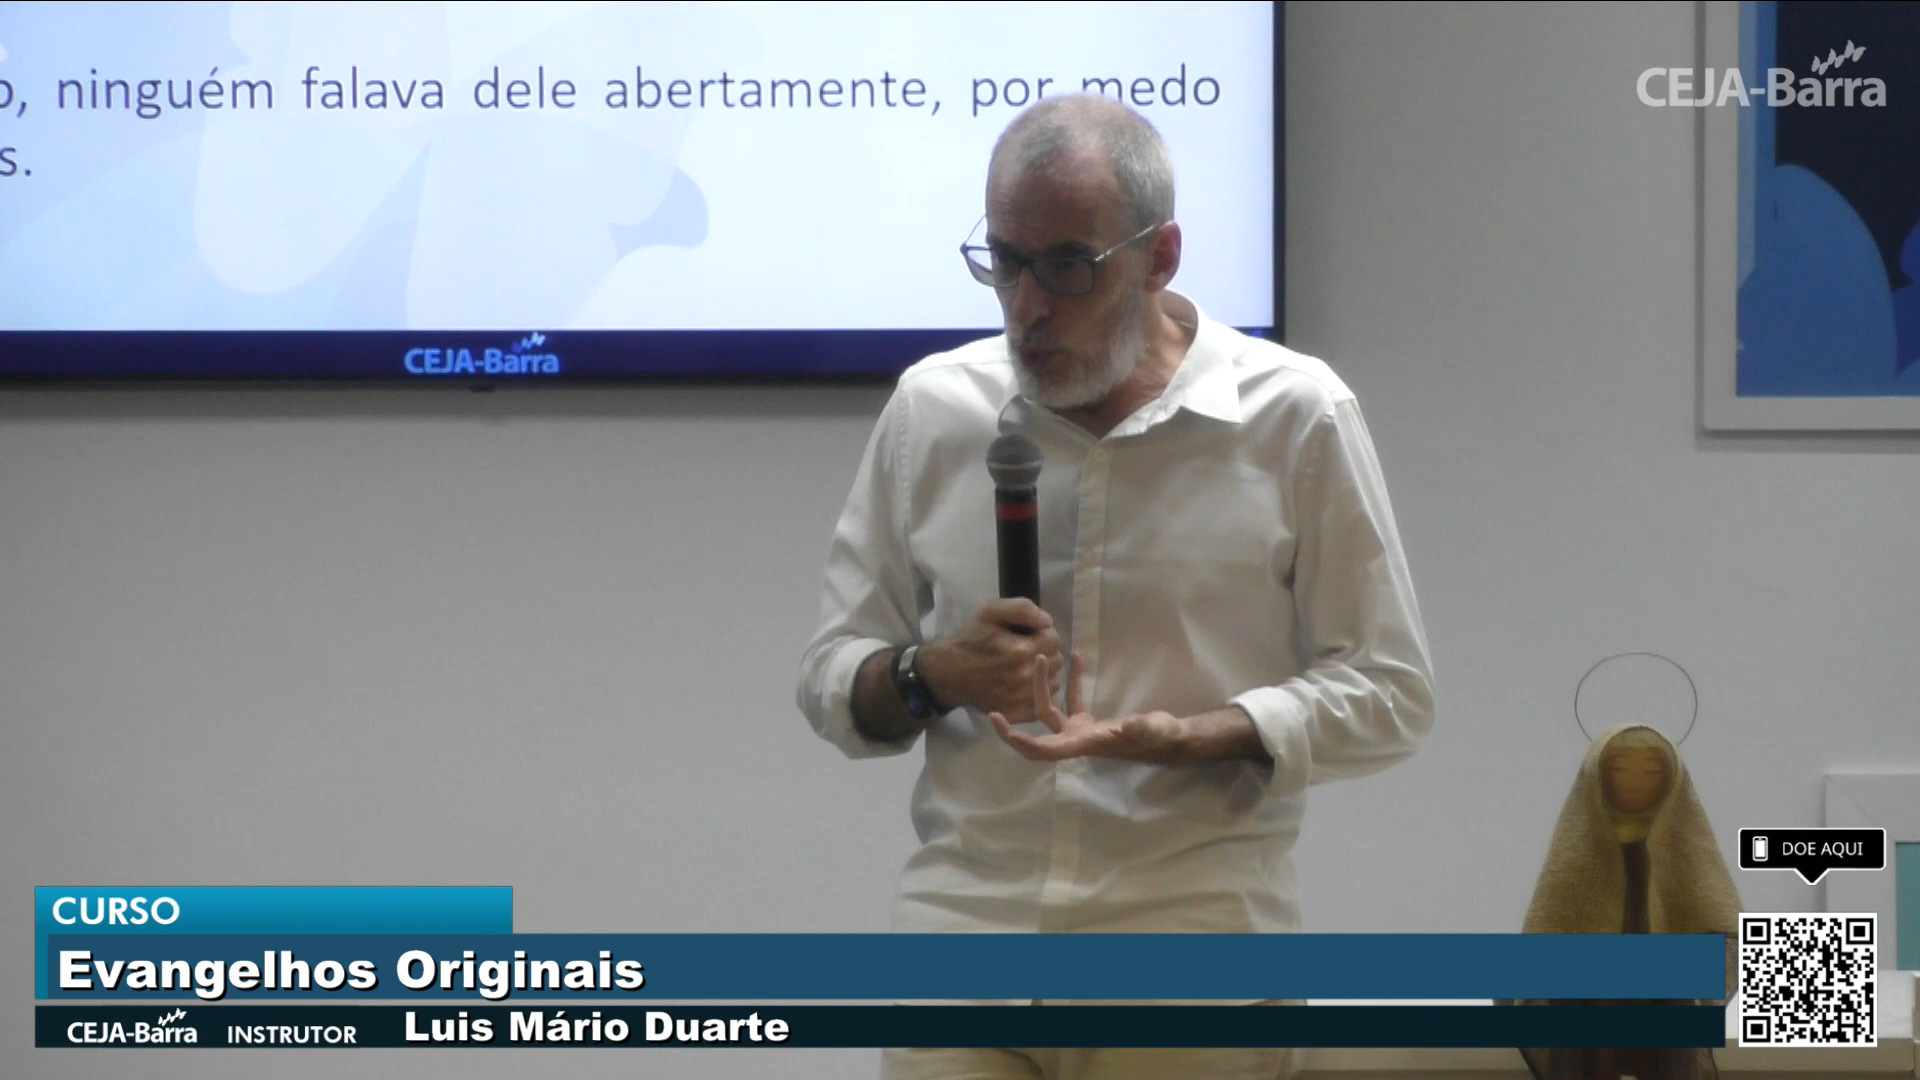 , ninguém falava dele abertamente, por medo
s.
CEJA-Barra
CEJA-Barra
DOE AQUI
CURSO
Evangelhos Originais
CEJA-Barra INSTRUTOR Luis Mário Duarte